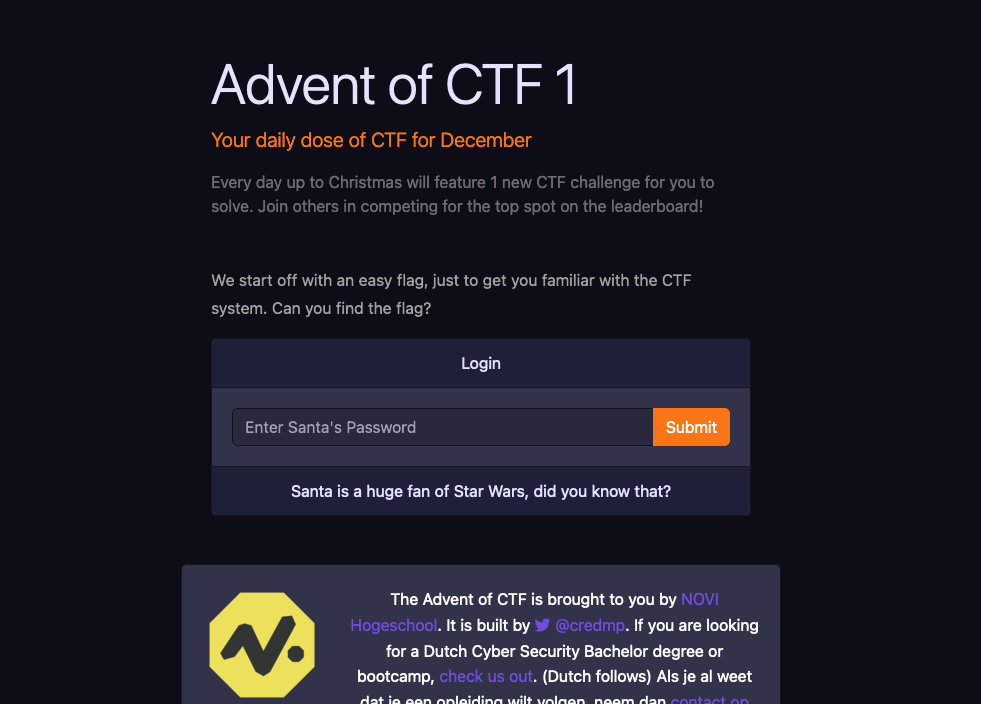 Advent of CTF 1
Your daily dose of CTF for December
Every day up to Christmas will feature 1 new CTF challenge for you to
solve. Join others in competing for the top spot on the leaderboard!
We start off with an easy flag, just to get you familiar with the CTF
system. Can you find the flag?
Login
Enter Santa's Password
Submit
Santa is a huge fan of Star Wars, did you know that?
The Advent of CTF is brought to you by NOVI
Hogeschool. It is built by @credmp. If you are looking
for a Dutch Cyber Security Bachelor degree or
bootcamp, check us out. (Dutch follows) Als je al weet
dat je een opleiding wilt volgen, neem dan contact op